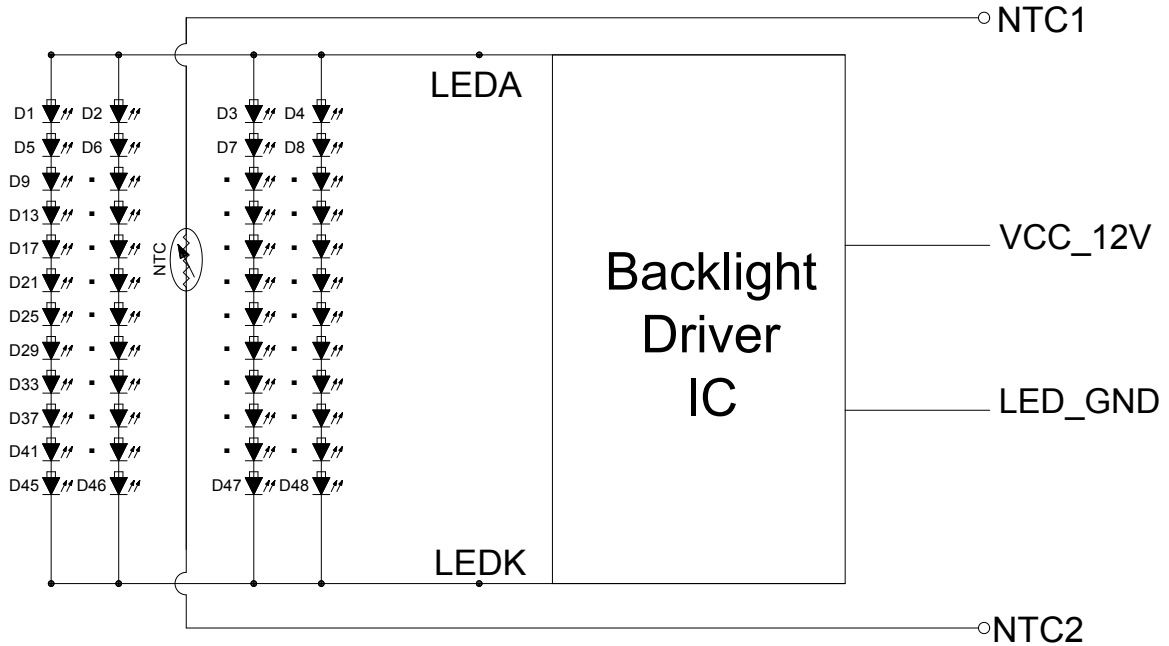 NTC1
LEDA
D1 D2 D3 D4
D5 D6 D7 D8
D9
D13
D17
NTC
D21
D25
D29
D33
D37
D41
D45 D46 D47 D48
Backlight
Driver
IC
VCC_12V
LED_GND
LEDK
NTC2